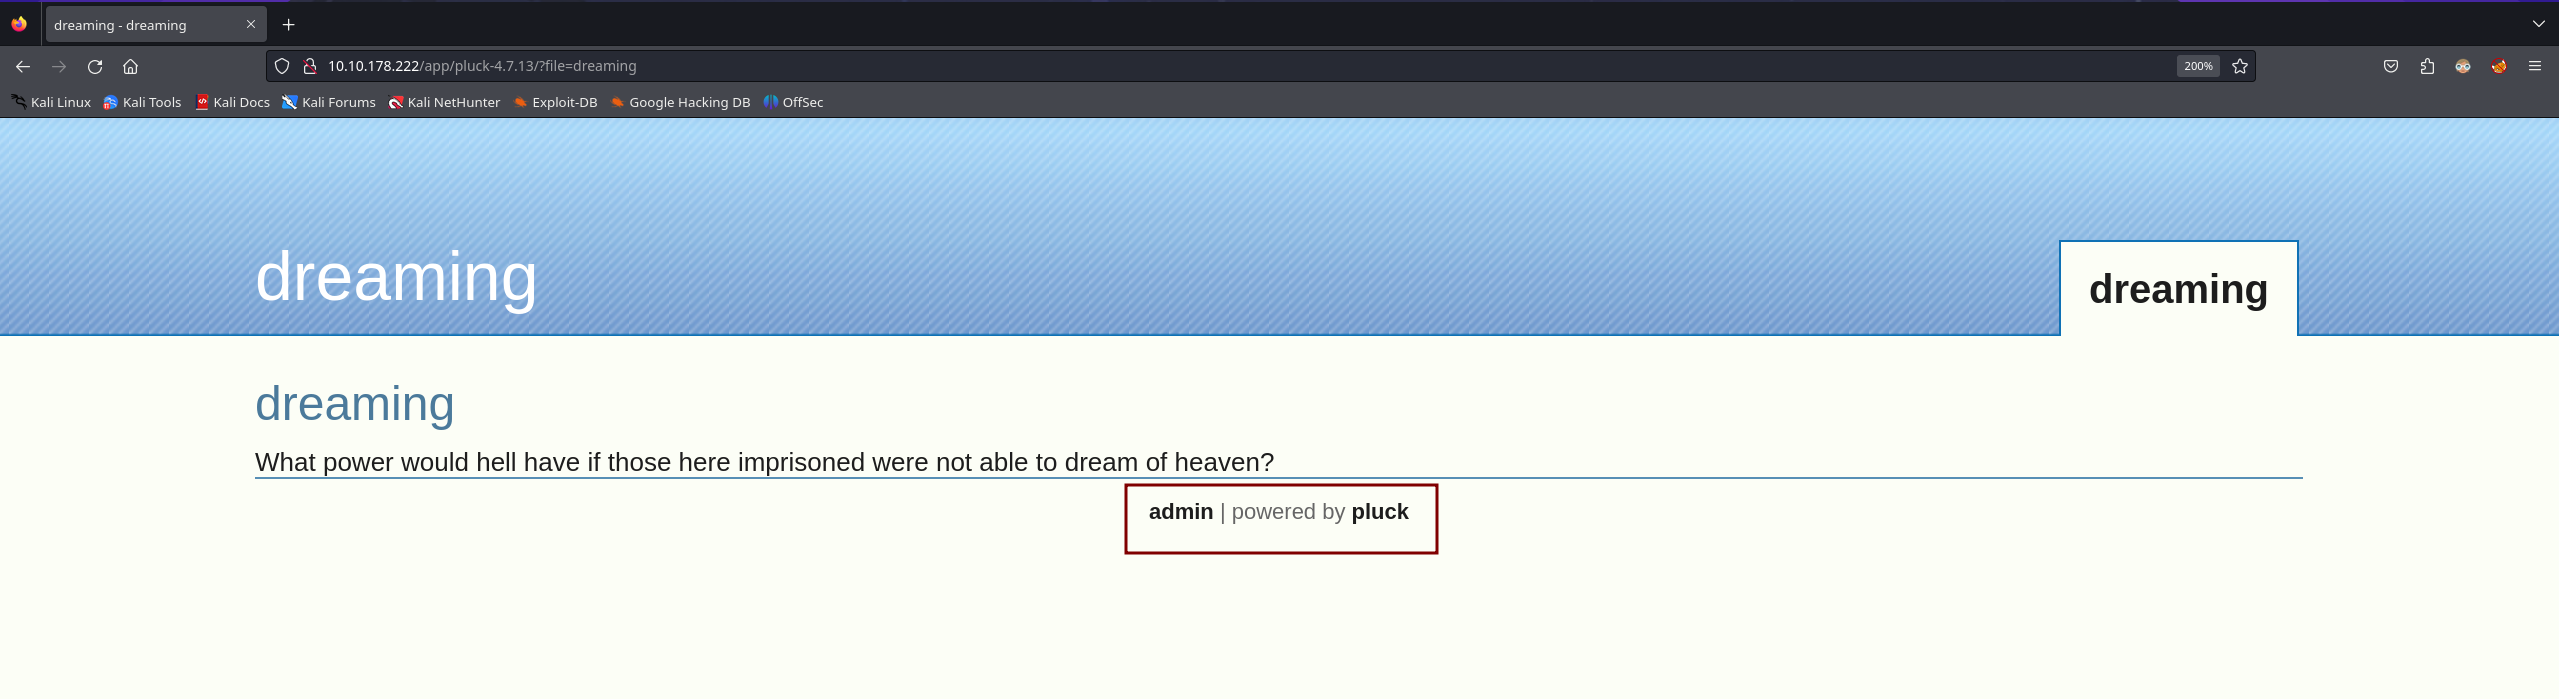 dreaming - dreaming
10.10.178.222/app/pluck-4.7.13/?file=dreaming
200%
Kali Linux Kali Tools Kali Docs Kali Forums Kali NetHunter Exploit-DB Google Hacking DB OffSec
dreaming
dreaming
dreaming
What power would hell have if those here imprisoned were not able to dream of heaven?
admin | powered by pluck